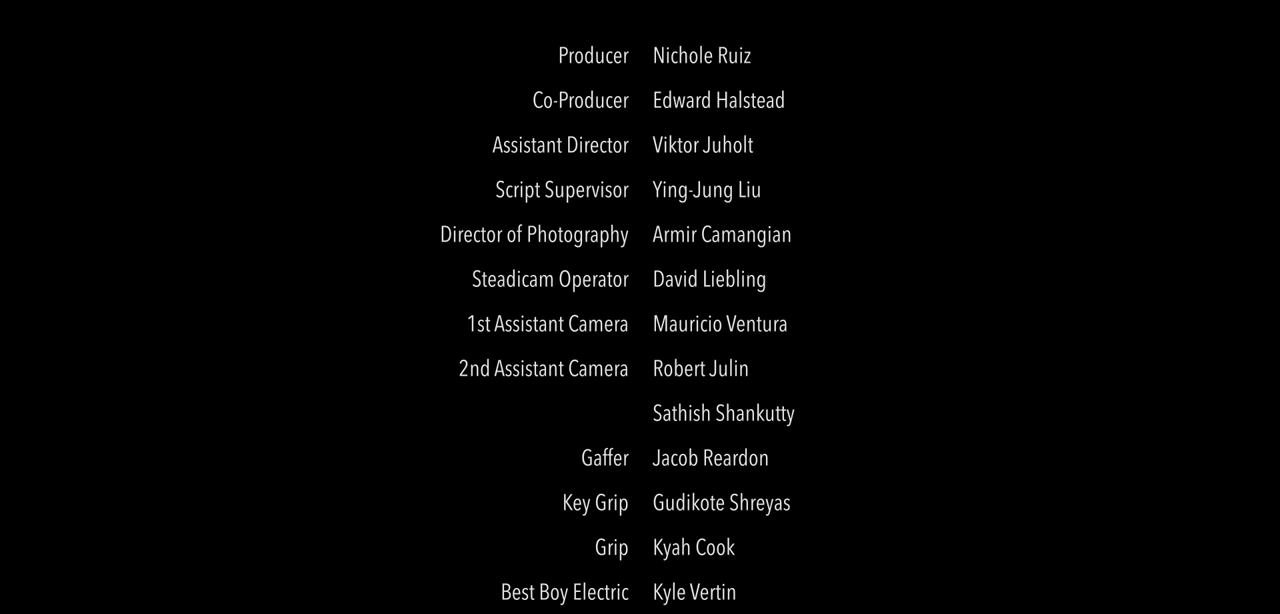 Producer Nichole Ruiz
Co-Producer Edward Halstead
Assistant Director Viktor Juholt
Script Supervisor Ying-Jung Liu
Director of Photography Armir Camangian
Steadicam Operator David Liebling
1st Assistant Camera Mauricio Ventura
2nd Assistant Camera Robert Julin
Sathish Shankutty
Gaffer Jacob Reardon
Key Grip Gudikote Shreyas
Grip Kyah Cook
Best Boy Electric Kyle Vertin